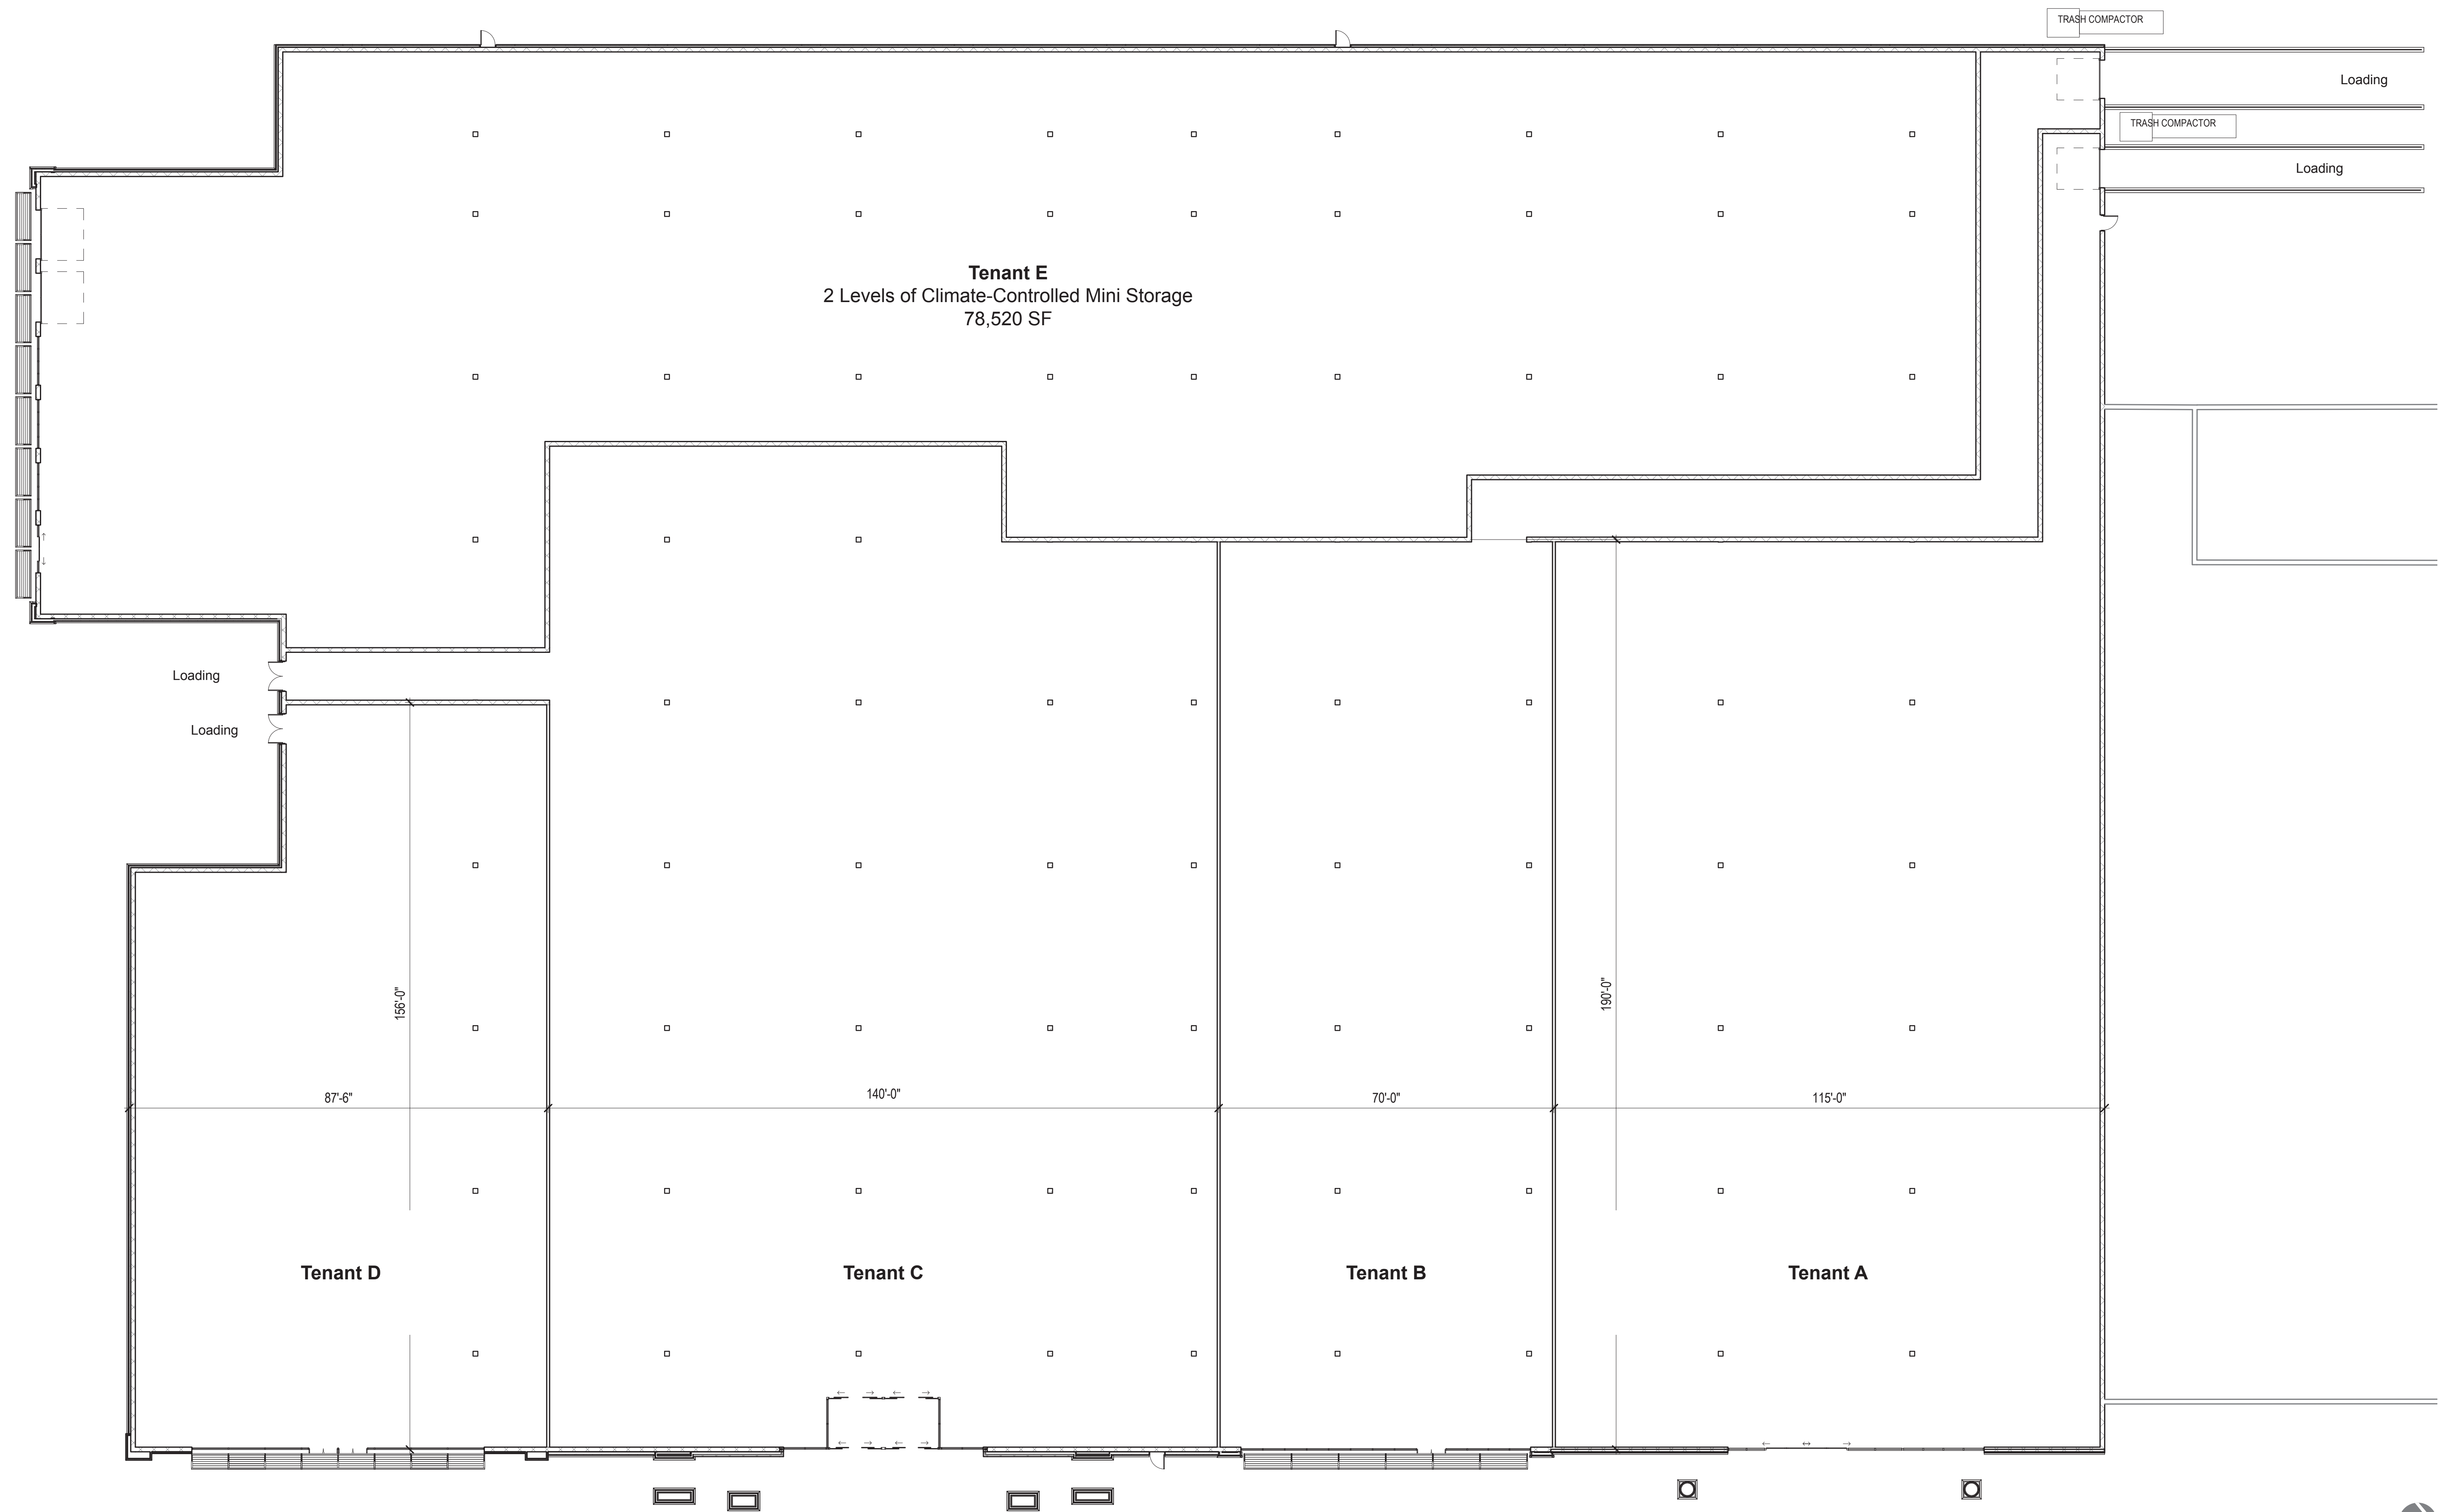 TRASH COMPACTOR
Loading
TRASH COMPACTOR
Loading
Tenant E
2 Levels of Climate-Controlled Mini Storage
78,520 SF
Loading
Loading
156'-0"
190'-0"
87'-6"
140'-0"
70'-0"
115'-0"
Tenant D
Tenant C
Tenant B
Tenant A